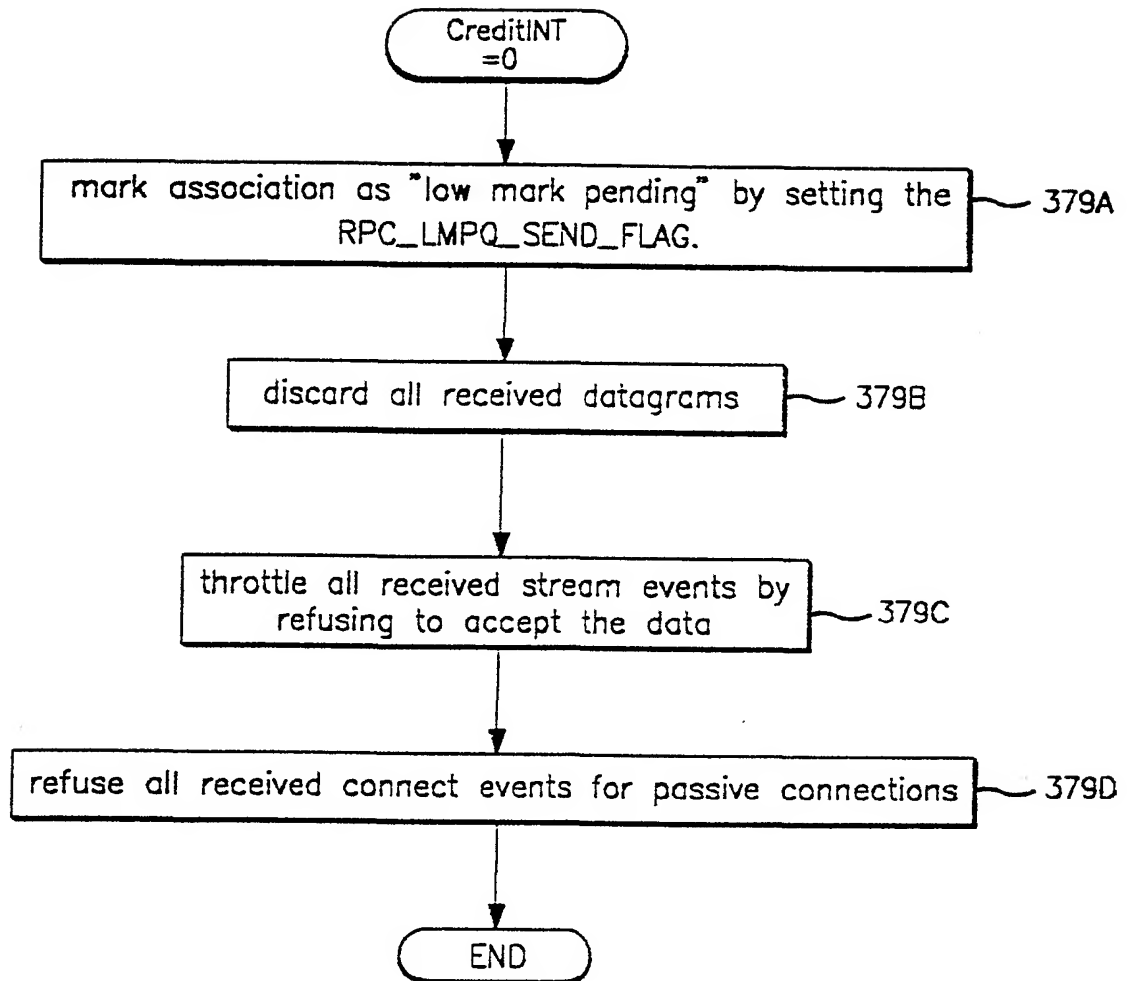 CreditINT
=0
mark association as "low mark pending" by setting the
RPC_LMPQ_SEND_FLAG.
379A
discard all received datagrams
379B
throttle all received stream events by
refusing to accept the data
379C
refuse all received connect events for passive connections
379D
END